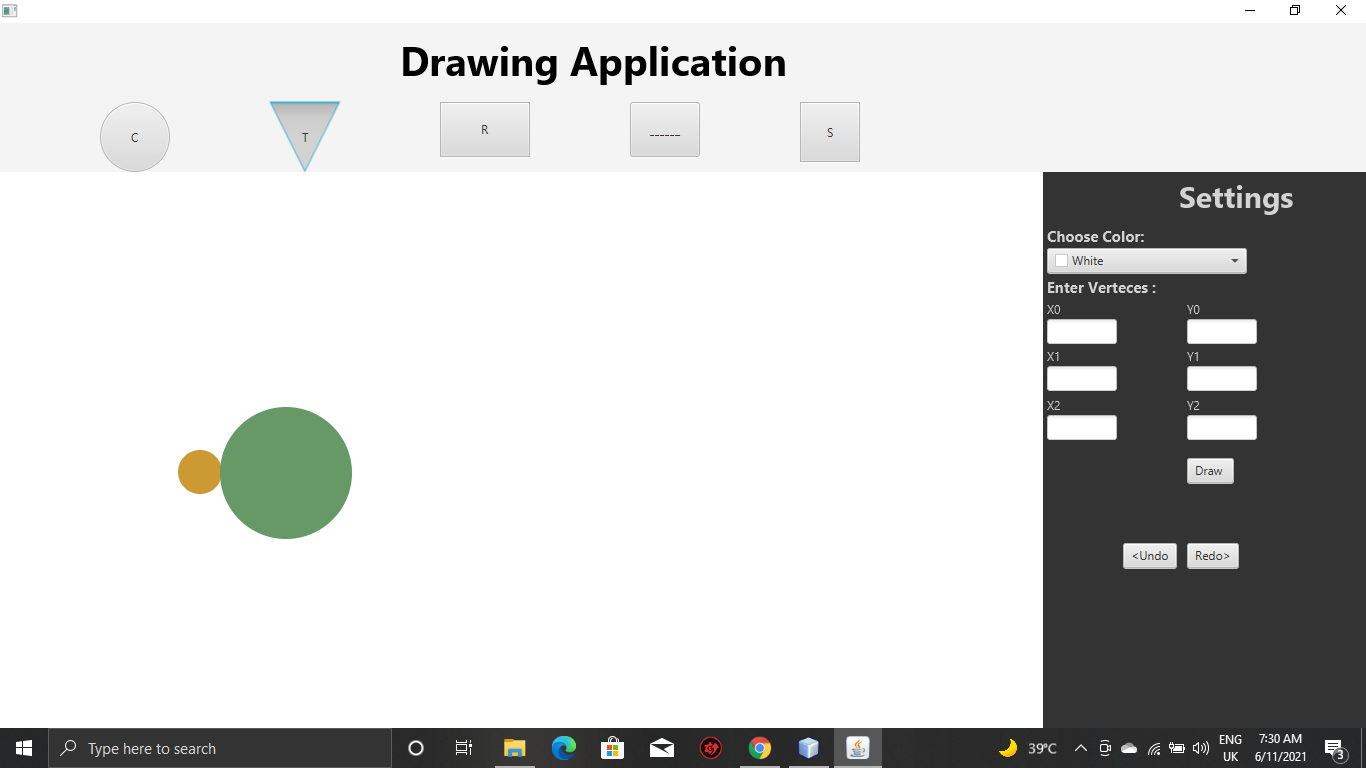 Drawing Application
C
T
R
------
S
Settings
Choose Color:
White
Enter Verteces :
X0 Y0
X1 Y1
X2 Y2
Draw
<Undo Redo>
Type here to search
39°C
ENG
UK
7:30 AM
6/11/2021
3